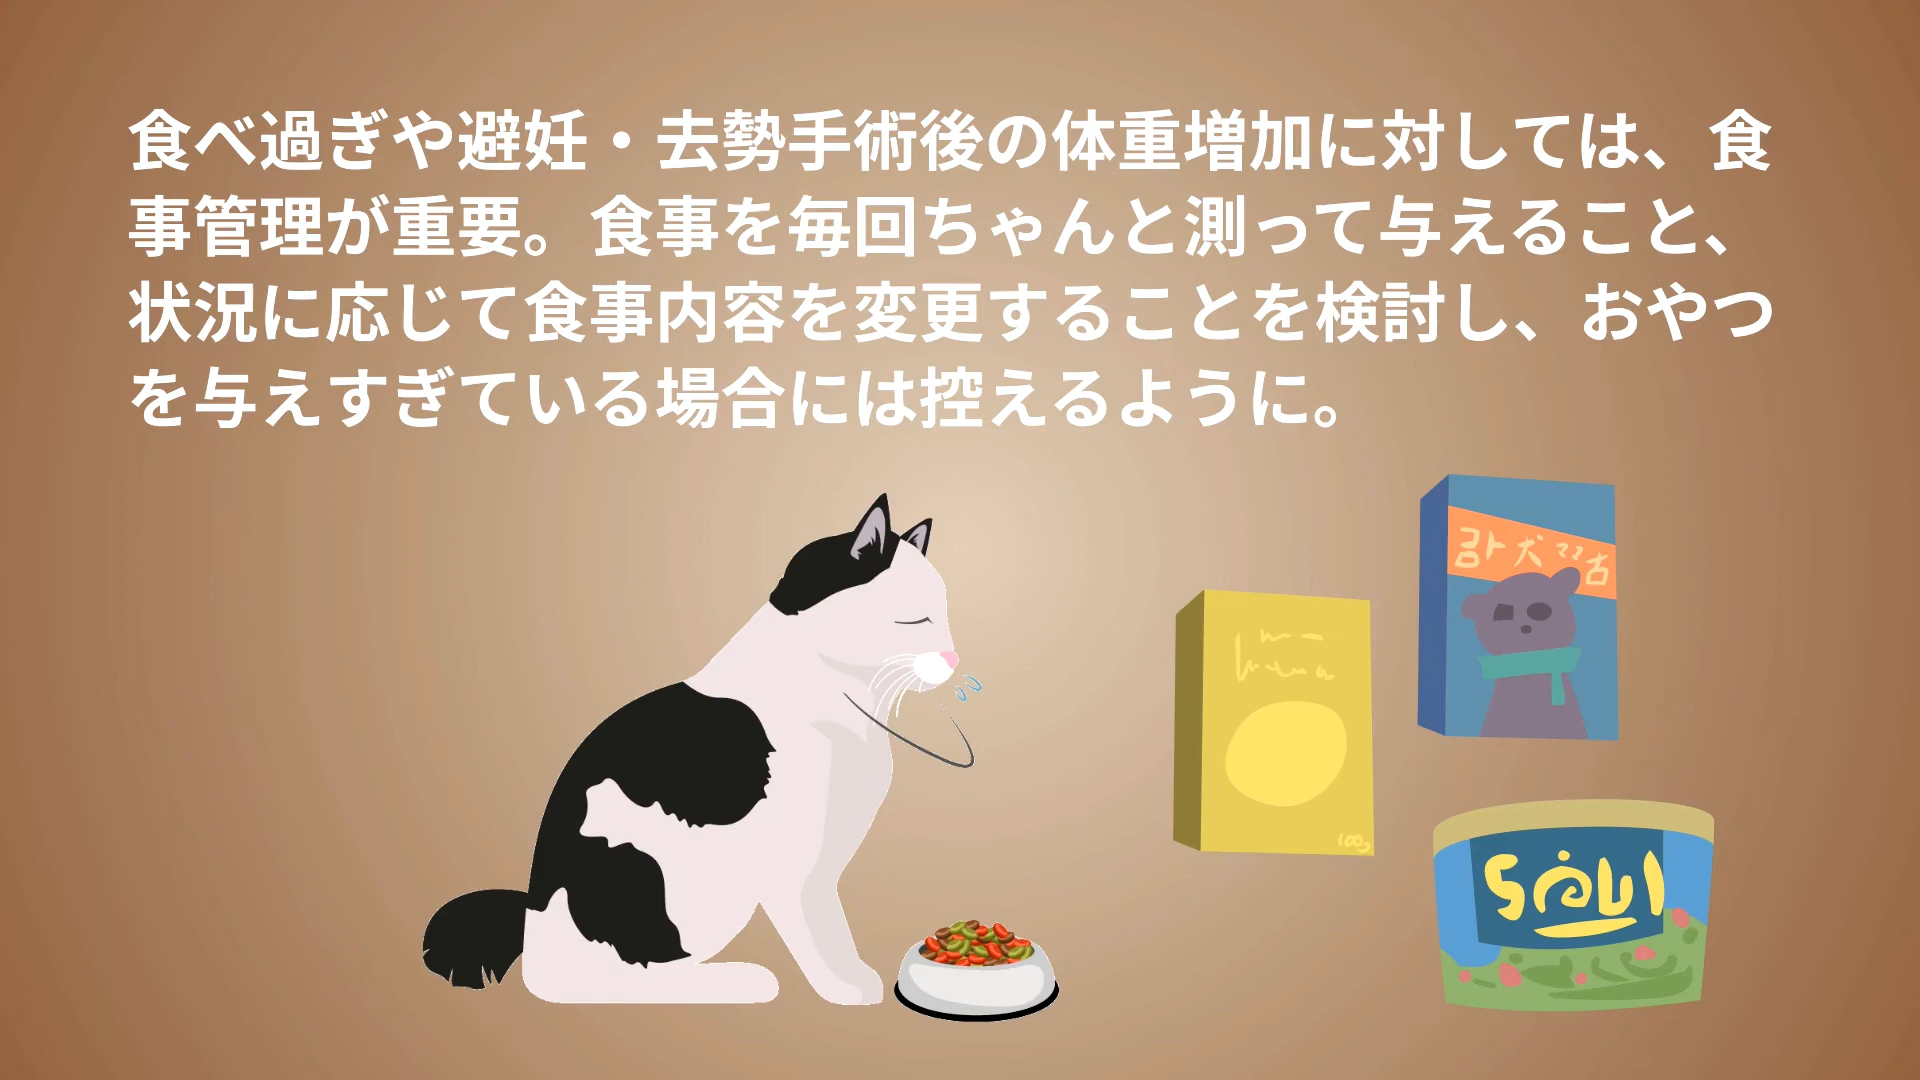 食べ過ぎや避妊・去勢手術後の体重増加に対しては、食
事管理が重要。食事を毎回ちゃんと測って与えること、
状況に応じて食事内容を変更することを検討し、おやつ
を与えすぎている場合には控えるように。
100g